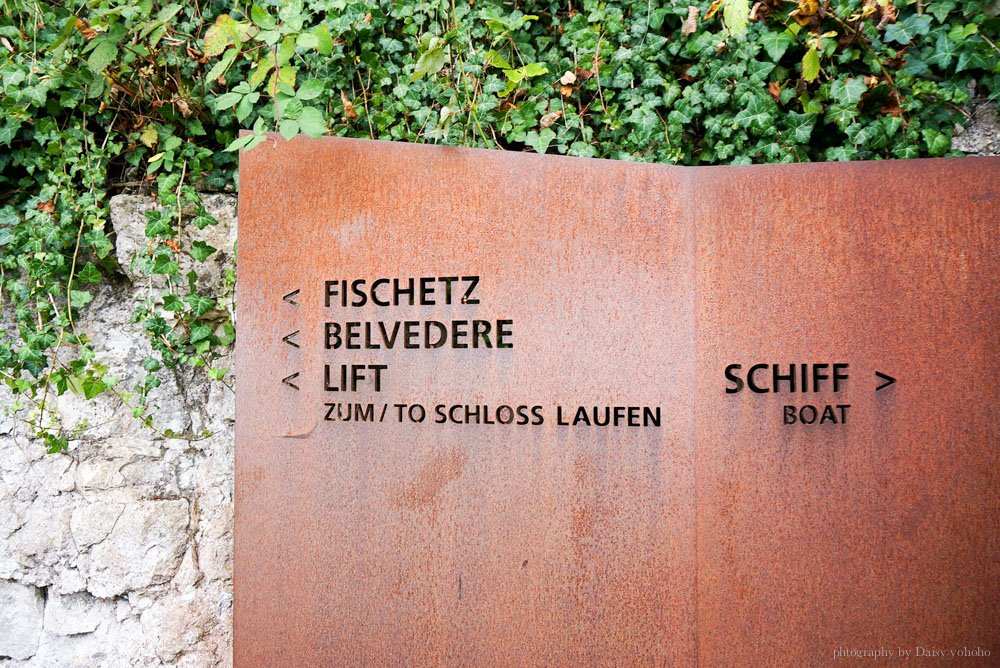 < FISCHETZ
< BELVEDERE
< LIFT
ZUM / TO SCHLOSS LAUFEN
SCHIFF >
BOAT
photography by Daisy yohoho